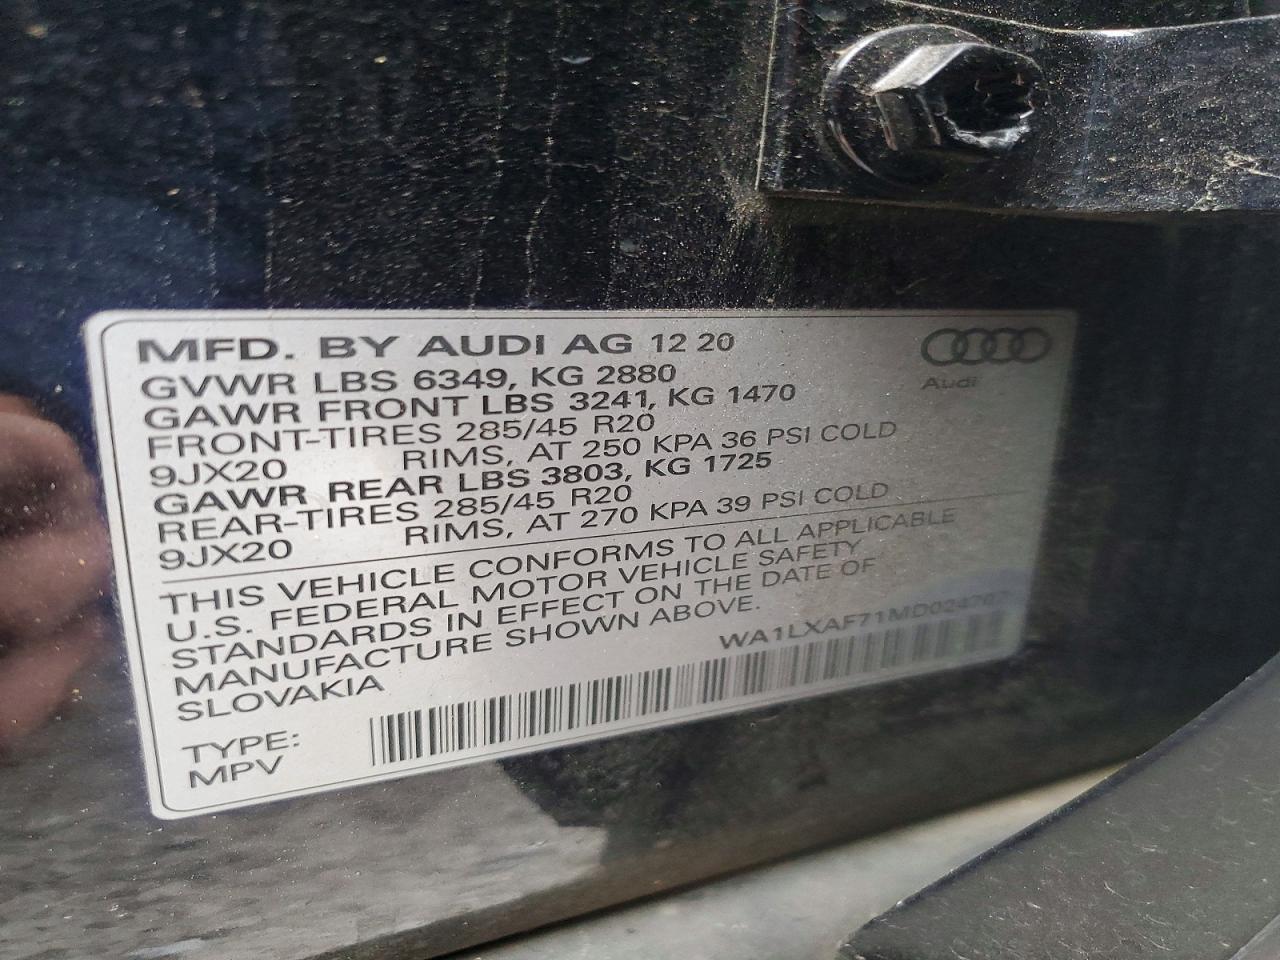 MFD. BY AUDI AG 12 20
Audi
GVWR LBS 6349, KG 2880
GAWR FRONT LBS 3241, KG 1470
FRONT-TIRES 285/45 R20
9JX20 RIMS, AT 250 KPA 36 PSI COLD
GAWR REAR LBS 3803, KG 1725
REAR-TIRES 285/45 R20
9JX20 RIMS, AT 270 KPA 39 PSI COLD
THIS VEHICLE CONFORMS TO ALL APPLICABLE
U.S. FEDERAL MOTOR VEHICLE SAFETY
STANDARDS IN EFFECT ON THE DATE OF
MANUFACTURE SHOWN ABOVE.
SLOVAKIA
TYPE:
MPV